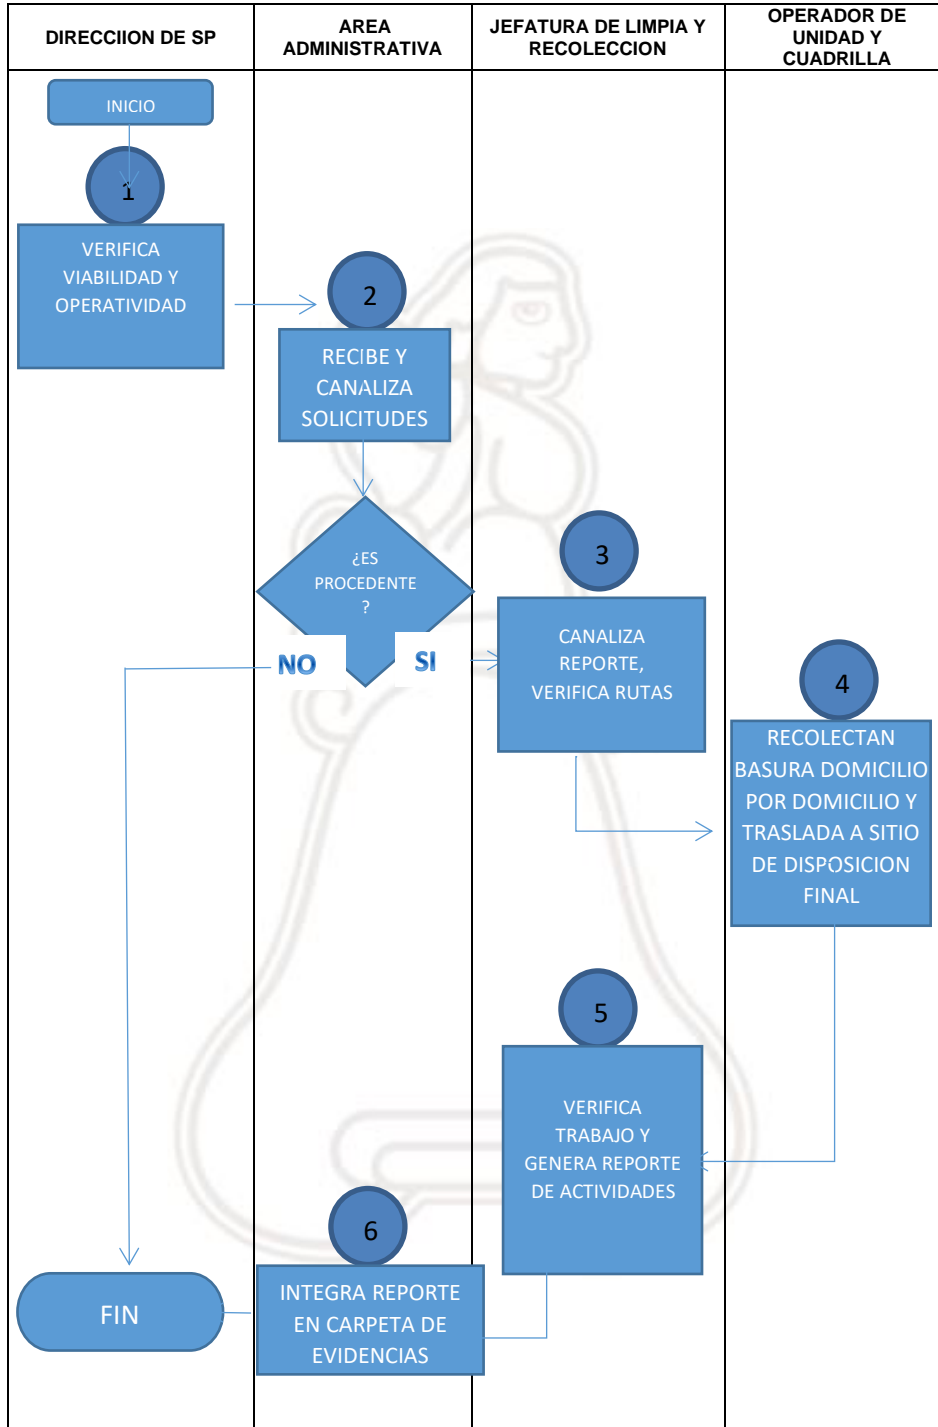 DIRECCIION DE SP
AREA
ADMINISTRATIVA
JEFATURA DE LIMPIA Y
RECOLECCION
OPERADOR DE
UNIDAD Y
CUADRILLA
INICIO
1
VERIFICA
VIABILIDAD Y
OPERATIVIDAD
2
RECIBE Y
CANALIZA
SOLICITUDES
¿ES
PROCEDENTE
?
NO
SI
3
CANALIZA
REPORTE,
VERIFICA RUTAS
4
RECOLECTAN
BASURA DOMICILIO
POR DOMICILIO Y
TRASLADA A SITIO
DE DISPOSICION
FINAL
5
VERIFICA
TRABAJO Y
GENERA REPORTE
DE ACTIVIDADES
6
INTEGRA REPORTE
EN CARPETA DE
EVIDENCIAS
FIN